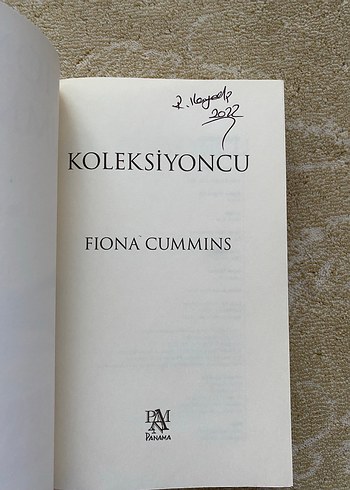 2022
KOLEKSİYONCU
FIONA CUMMINS
PANAMA